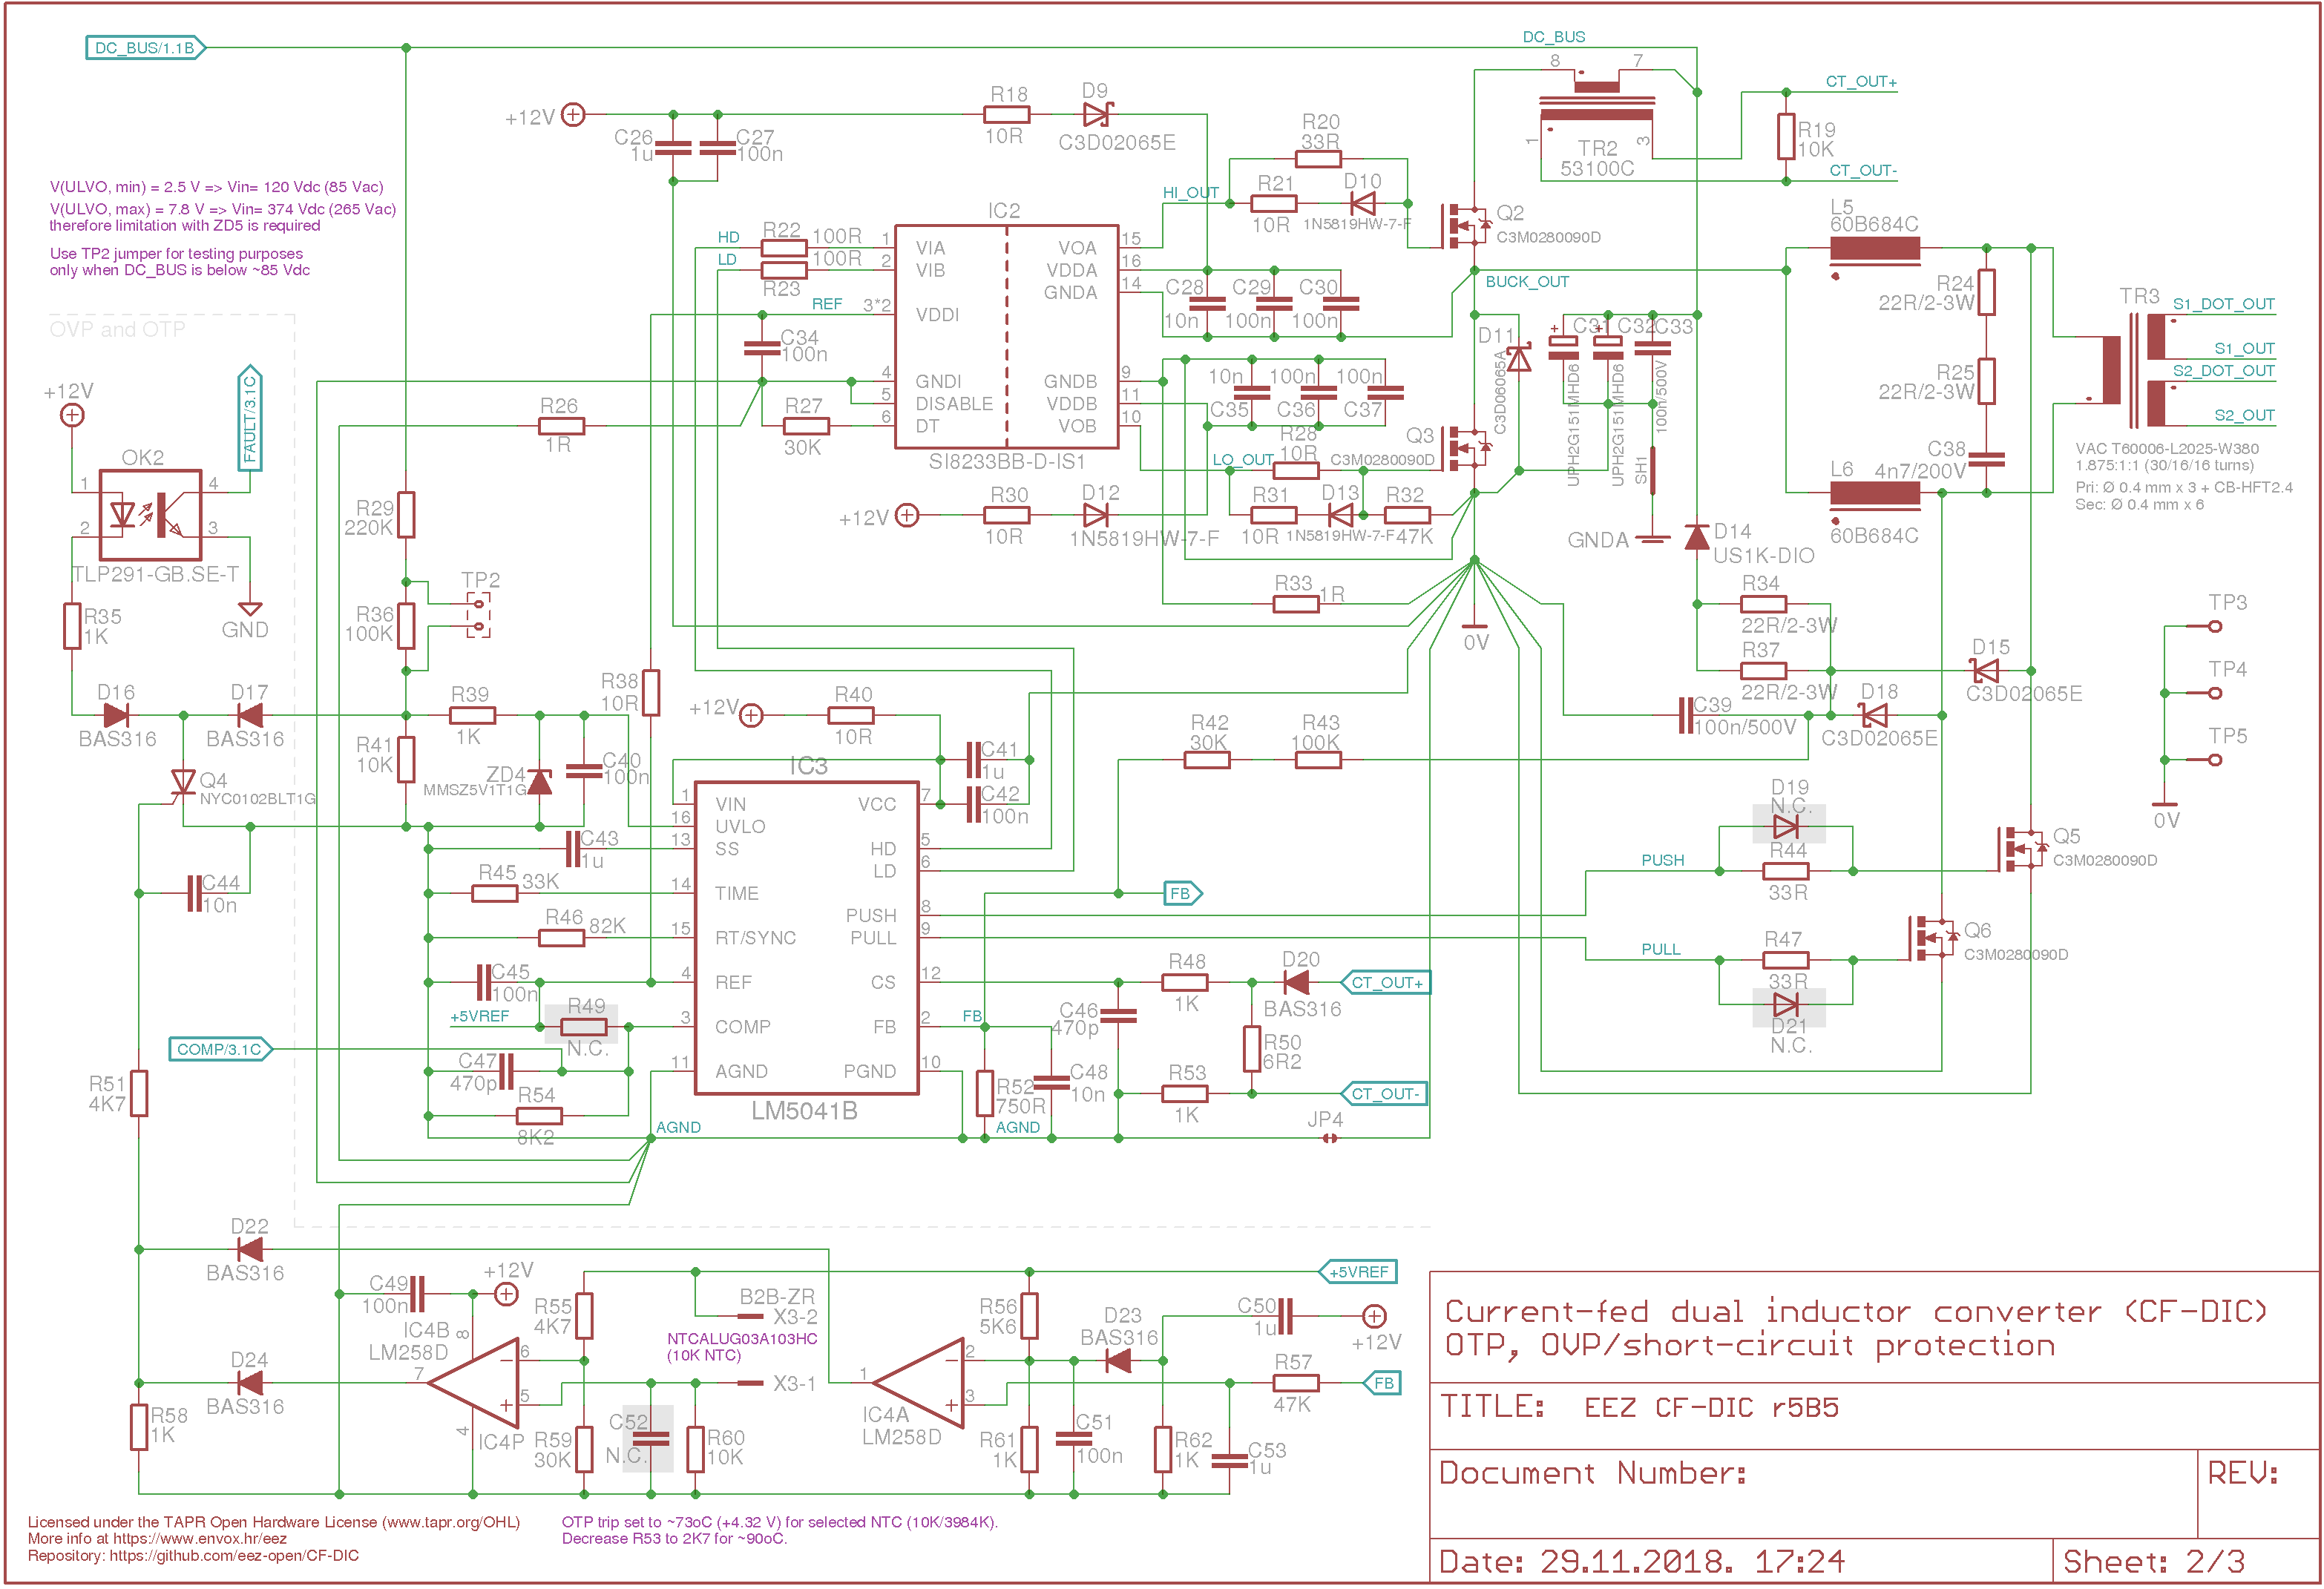 DC_BUS/1.1B
DC_BUS
8
7
CT_OUT+
+12V
C26
1u
C27
100n
R18
10R
D9
C3D02065E
R20
33R
1
3
TR2
53100C
R19
10K
CT_OUT-
V(ULVO, min) = 2.5 V => Vin= 120 Vdc (85 Vac)
V(ULVO, max) = 7.8 V => Vin= 374 Vdc (265 Vac)
therefore limitation with ZD5 is required
Use TP2 jumper for testing purposes
only when DC_BUS is below ~85 Vdc
HI_OUT
R21
10R
D10
1N5819HW-7-F
Q2
C3M0280090D
L5
60B684C
IC2
HD
R22
100R
1
VIA
VOA
15
LD
R23
100R
2
VIB
VDDA
16
REF
3*2
VDDI
GNDA
14
C34
100n
4
GNDI
GNDB
9
5
DISABLE
VDDB
11
6
DT
VOB
10
SI8233BB-D-IS1
C28
10n
C29
100n
C30
100n
BUCK_OUT
R24
22R/2-3W
TR3
S1_DOT_OUT
S1_OUT
S2_DOT_OUT
S2_OUT
OVP and OTP
D11
C3D06065A
+
C31
UPH2G151MHD6
+
C32
UPH2G151MHD6
C33
100n/500V
SH1
GNDA
R25
22R/2-3W
10n
C35
100n
C36
100n
C37
+12V
FAULT/3.1C
R26
1R
R27
30K
Q3
C3M0280090D
LO_OUT
R28
10R
C38
4n7/200V
L6
60B684C
VAC T60006-L2025-W380
1.875:1:1 (30/16/16 turns)
Pri: Ø 0.4 mm x 3 + CB-HFT2.4
Sec: Ø 0.4 mm x 6
OK2
1
4
2
3
TLP291-GB.SE-T
R29
220K
+12V
R30
10R
D12
1N5819HW-7-F
R31
10R
D13
1N5819HW-7-F
R32
47K
D14
US1K-DIO
R35
1K
GND
R36
100K
TP2
R33
1R
0V
R34
22R/2-3W
R37
22R/2-3W
D15
C3D02065E
TP3
TP4
TP5
0V
D16
BAS316
D17
BAS316
R39
1K
R38
10R
+12V
R40
10R
R42
30K
R43
100K
C39
100n/500V
D18
C3D02065E
R41
10K
ZD4
MMSZ5V1T1G
C40
100n
Q4
NYC0102BLT1G
IC3
C41
1u
C42
100n
1
VIN
VCC
7
16
UVLO
13
SS
HD
5
LD
6
14
TIME
PUSH
8
15
RT/SYNC
PULL
9
4
REF
CS
12
3
COMP
FB
2
11
AGND
PGND
10
LM5041B
C43
1u
R45
33K
R46
82K
C44
10n
C45
100n
+5VREF
R49
N.C.
COMP/3.1C
C47
470p
R54
8K2
AGND
FB
FB
C46
470p
R48
1K
D20
BAS316
CT_OUT+
R50
6R2
R53
1K
CT_OUT-
R52
750R
C48
10n
AGND
JP4
D19
N.C.
PUSH
R44
33R
Q5
C3M0280090D
PULL
R47
33R
D21
N.C.
Q6
C3M0280090D
R51
4K7
D22
BAS316
C49
100n
+12V
IC4B
LM258D
8
7
6
5
4
IC4P
D24
BAS316
R58
1K
R55
4K7
B2B-ZR
X3-2
NTCALUG03A103HC
(10K NTC)
X3-1
R59
30K
C52
N.C.
R60
10K
1
2
3
IC4A
LM258D
R56
5K6
D23
BAS316
C50
1u
+12V
+5VREF
R57
47K
FB
R61
1K
C51
100n
R62
1K
C53
1u
Current-fed dual inductor converter (CF-DIC)
OTP, OVP/short-circuit protection
TITLE: EEZ CF-DIC r5B5
Document Number:
REV:
Date: 29.11.2018. 17:24
Sheet: 2/3
Licensed under the TAPR Open Hardware License (www.tapr.org/OHL)
More info at https://www.envox.hr/eez
Repository: https://github.com/eez-open/CF-DIC
OTP trip set to ~73oC (+4.32 V) for selected NTC (10K/3984K).
Decrease R53 to 2K7 for ~90oC.